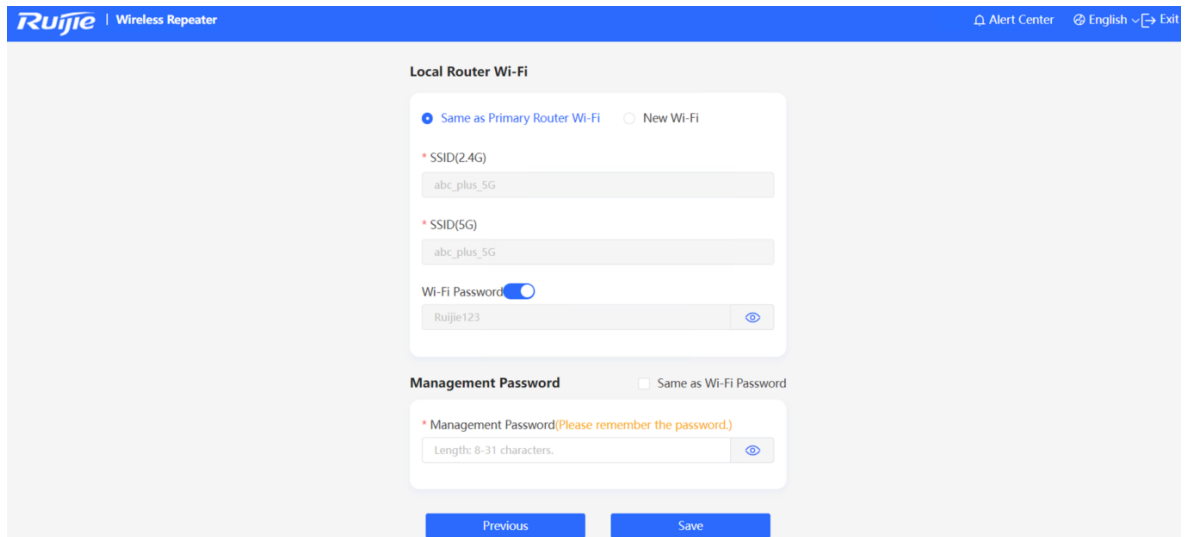 Ruijie | Wireless Repeater Alert Center English Exit
Local Router Wi-Fi
Same as Primary Router Wi-Fi New Wi-Fi
* SSID(2.4G)
abc_plus_5G
* SSID(5G)
abc_plus_5G
Wi-Fi Password
Ruijie123
Management Password Same as Wi-Fi Password
* Management Password(Please remember the password.)
Length: 8-31 characters.
Previous Save